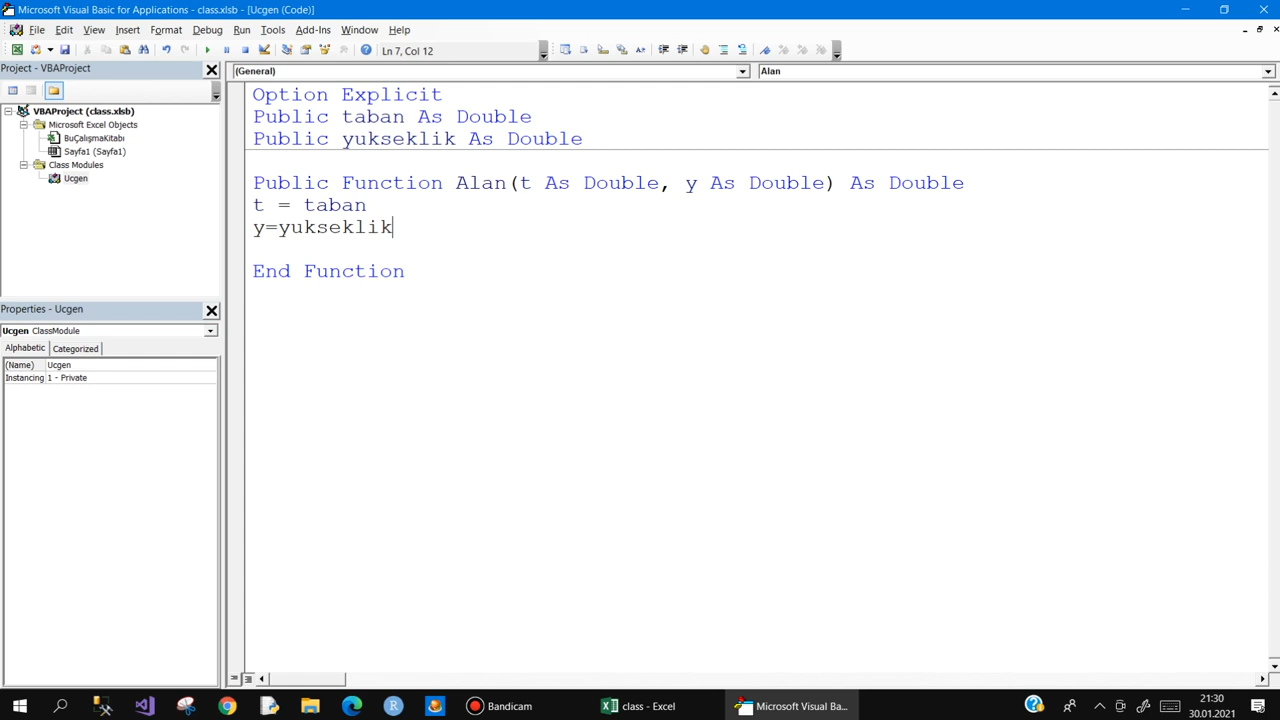 Microsoft Visual Basic for Applications - class.xlsb - [Ucgen (Code)]
File Edit View Insert Format Debug Run Tools Add-Ins Window Help
Ln 7, Col 12
Project - VBAProject
(General)
Alan
VBAProject (class.xlsb)
Microsoft Excel Objects
BuÇalışmaKitabı
Sayfa1 (Sayfa1)
Class Modules
Ucgen
Option Explicit
Public taban As Double
Public yukseklik As Double
Public Function Alan(t As Double, y As Double) As Double
t = taban
y=yukseklik
End Function
Properties - Ucgen
Ucgen ClassModule
Alphabetic Categorized
(Name) Ucgen
Instancing 1 - Private
Bandicam
class - Excel
Microsoft Visual Ba...
21:30
30.01.2021